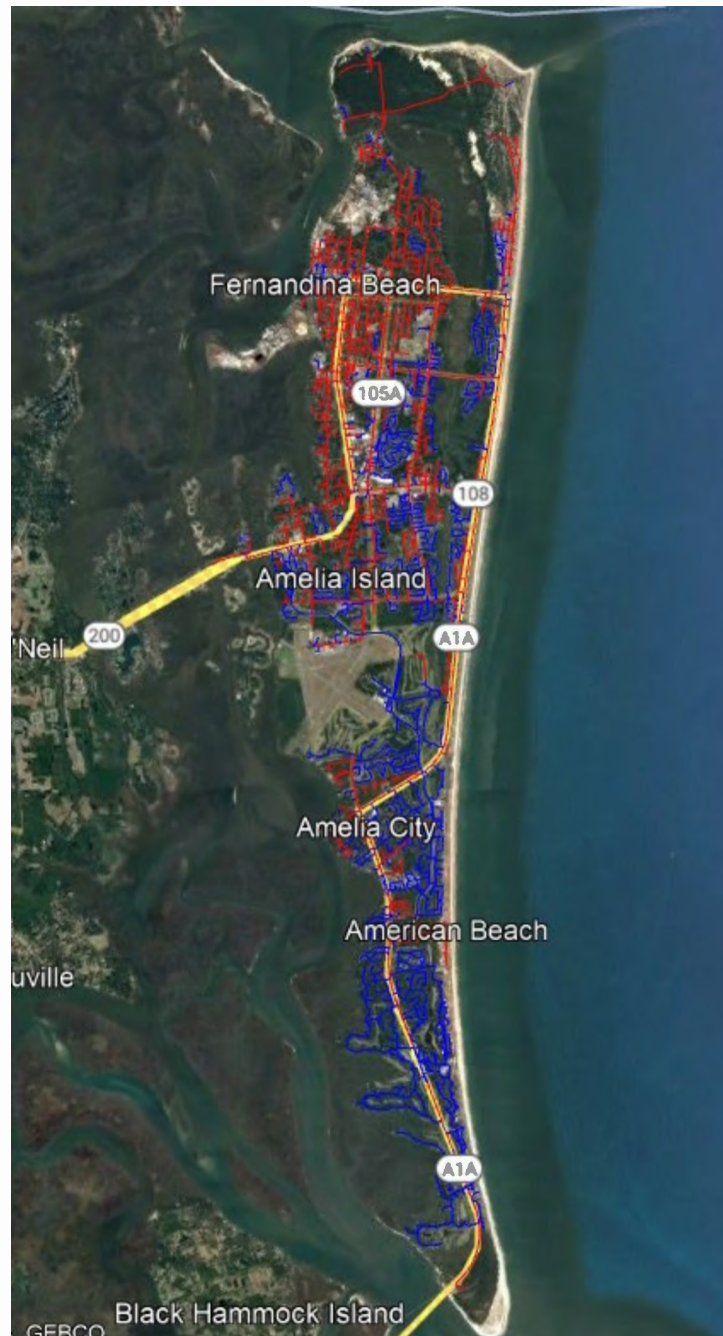 Fernandina Beach
105A
108
Amelia Island
200
'Neil
A1A
Amelia City
American Beach
uville
A1A
Black Hammock Island
GEBCO